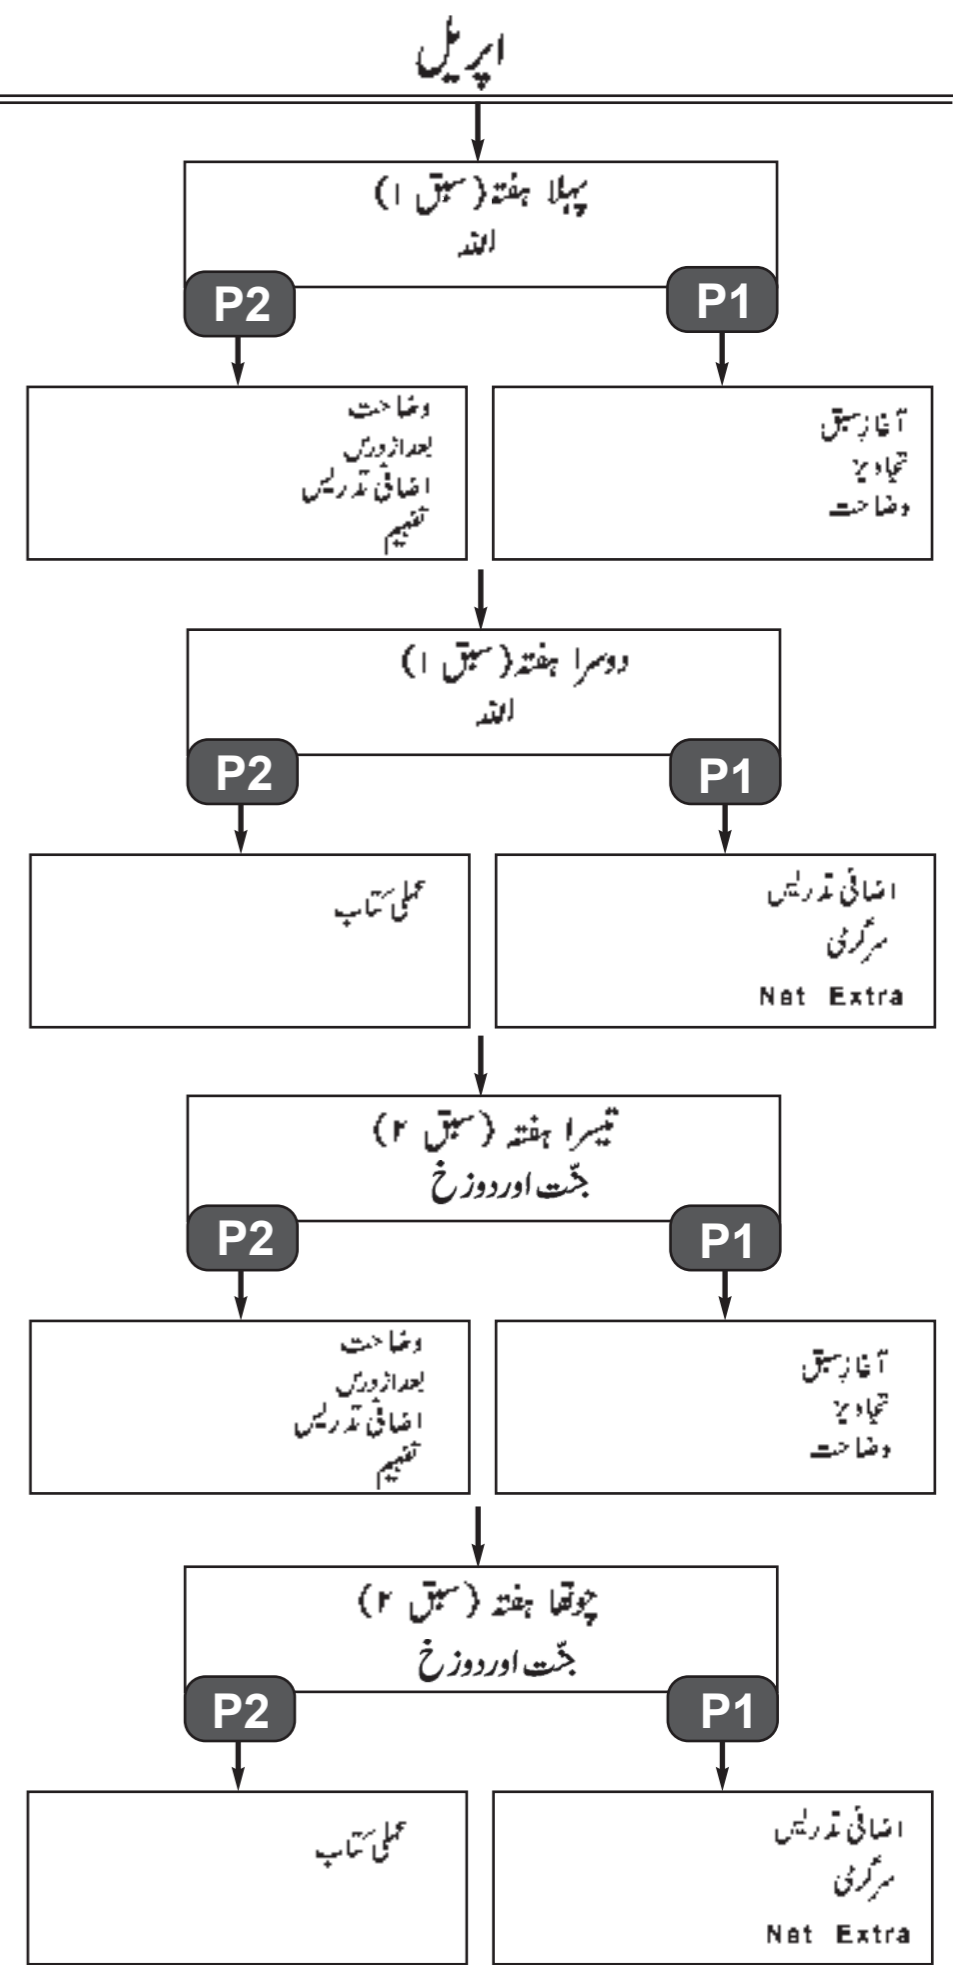 اپریل
پہلا ہفتہ (سبق ۱)
اللہ
P1
P2
آغازِ سبق
تجاویز
وضاحت
وضاحت
بعد از درس
اضافی تدریس
تفہیم
دوسرا ہفتہ (سبق ۱)
اللہ
P1
P2
اضافی تدریس
سرگرمی
Net Extra
عملی کتاب
تیسرا ہفتہ (سبق ۲)
جنّت اور دوزخ
P1
P2
آغازِ سبق
تجاویز
وضاحت
وضاحت
بعد از درس
اضافی تدریس
تفہیم
چوتھا ہفتہ (سبق ۲)
جنّت اور دوزخ
P1
P2
اضافی تدریس
سرگرمی
Net Extra
عملی کتاب